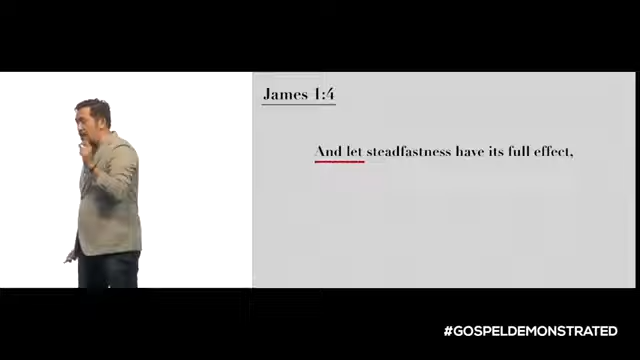 James 1:4
And let steadfastness have its full effect,
#GOSPELDEMONSTRATED